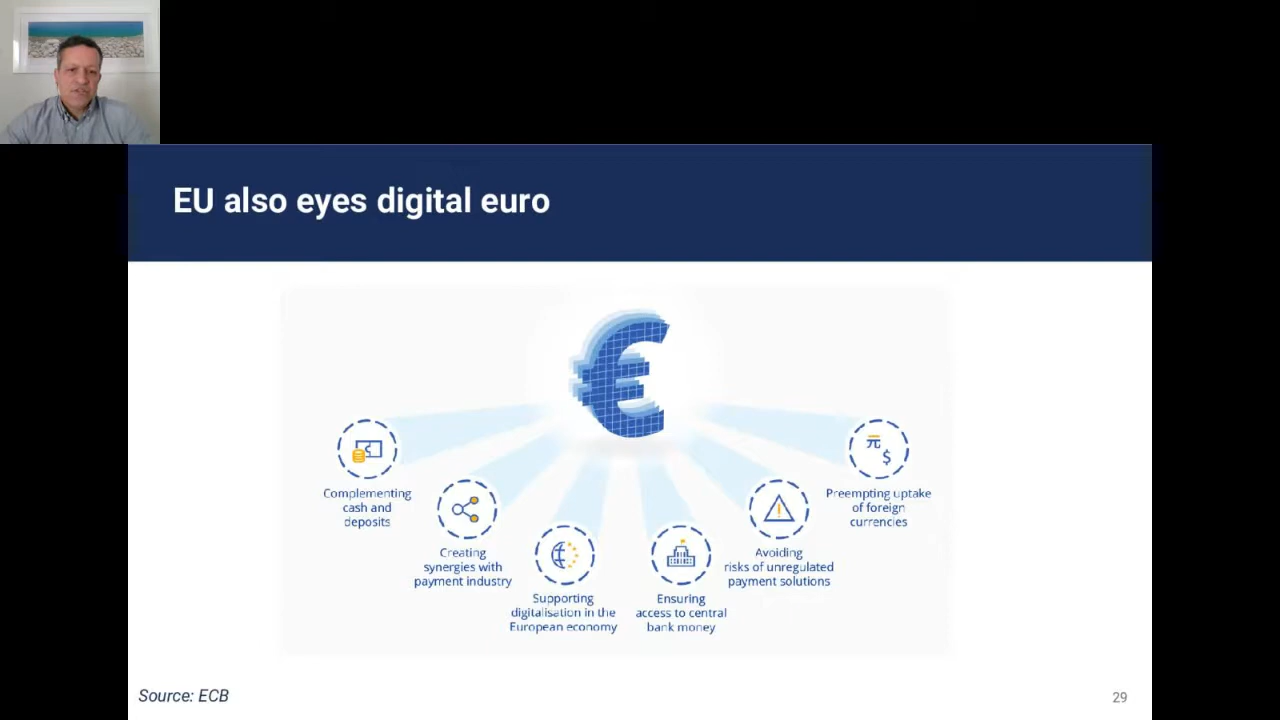 EU also eyes digital euro
Complementing
cash and
deposits
Creating
synergies with
payment industry
Supporting
digitalisation in the
European economy
Ensuring
access to central
bank money
Avoiding
risks of unregulated
payment solutions
元
$
Preempting uptake
of foreign
currencies
Source: ECB
29